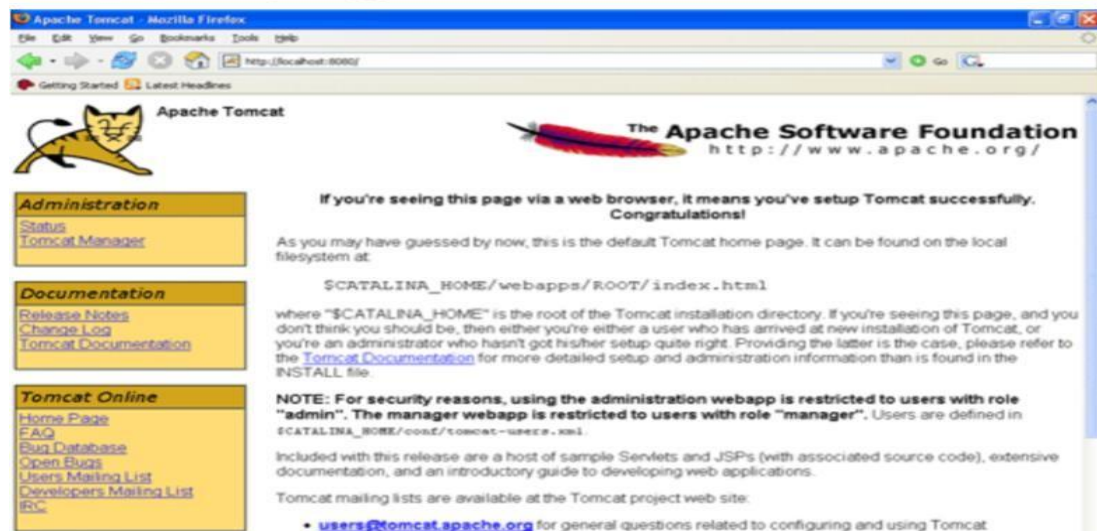 Apache Tomcat - Mozilla Firefox
File Edit View Go Bookmarks Tools Help
http://localhost:8080/ Go
Getting Started Latest Headlines
Apache Tomcat
The Apache Software Foundation
http://www.apache.org/
Administration
Status
Tomcat Manager
Documentation
Release Notes
Change Log
Tomcat Documentation
Tomcat Online
Home Page
FAQ
Bug Database
Open Bugs
Users Mailing List
Developers Mailing List
IRC
If you're seeing this page via a web browser, it means you've setup Tomcat successfully.
Congratulations!
As you may have guessed by now, this is the default Tomcat home page. It can be found on the local
filesystem at:
$CATALINA_HOME/webapps/ROOT/index.html
where "$CATALINA_HOME" is the root of the Tomcat installation directory. If you're seeing this page, and you
don't think you should be, then either you're either a user who has arrived at new installation of Tomcat, or
you're an administrator who hasn't got his/her setup quite right. Providing the latter is the case, please refer to
the Tomcat Documentation for more detailed setup and administration information than is found in the
INSTALL file.
NOTE: For security reasons, using the administration webapp is restricted to users with role
"admin". The manager webapp is restricted to users with role "manager". Users are defined in
$CATALINA_HOME/conf/tomcat-users.xml.
Included with this release are a host of sample Servlets and JSPs (with associated source code), extensive
documentation, and an introductory guide to developing web applications.
Tomcat mailing lists are available at the Tomcat project web site:
• users@tomcat.apache.org for general questions related to configuring and using Tomcat